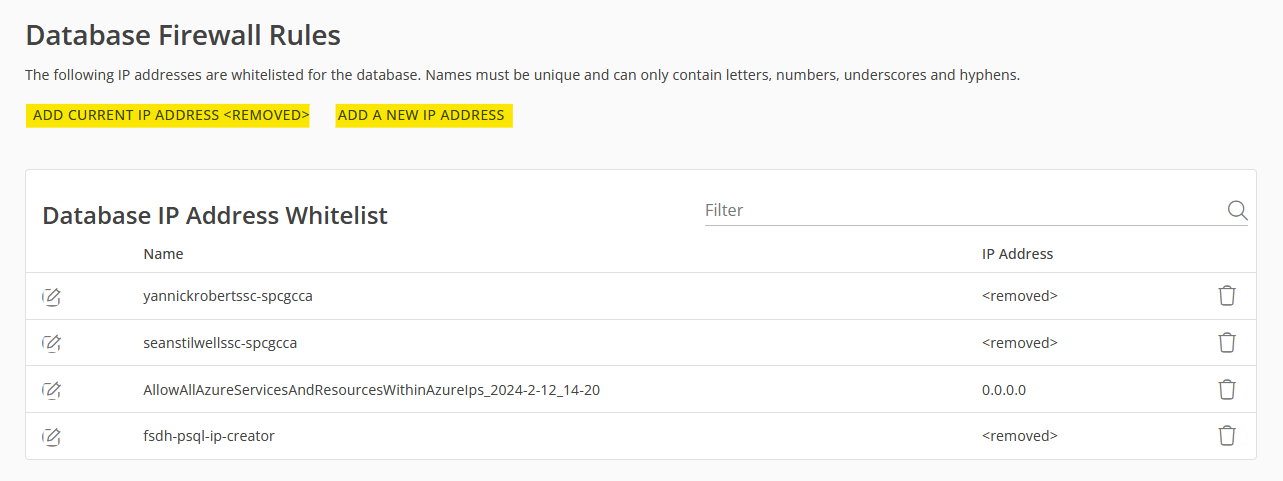 Database Firewall Rules
The following IP addresses are whitelisted for the database. Names must be unique and can only contain letters, numbers, underscores and hyphens.
ADD CURRENT IP ADDRESS <REMOVED> ADD A NEW IP ADDRESS
Database IP Address Whitelist Filter
Name IP Address
yannickrobertssc-spcgcca <removed>
seanstilwellssc-spcgcca <removed>
AllowAllAzureServicesAndResourcesWithinAzureIps_2024-2-12_14-20 0.0.0.0
fsdh-psql-ip-creator <removed>